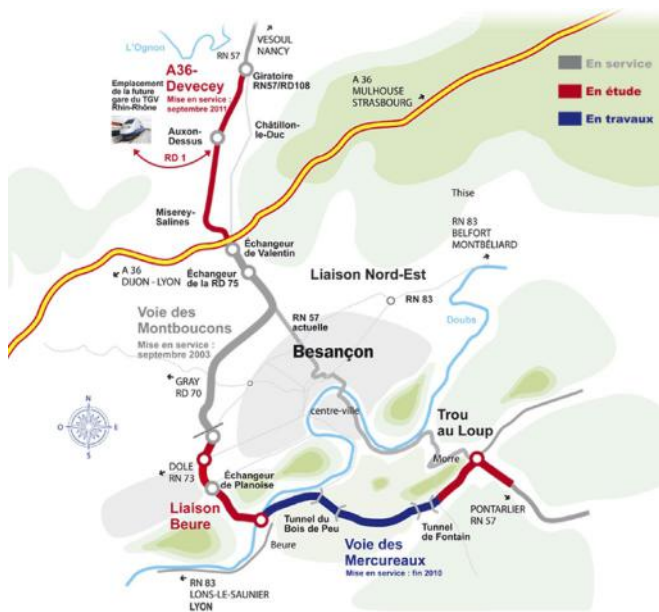 L'Ognon
RN 57
VESOUL
NANCY
A36-
Devecey
Mise en service :
septembre 2011
Giratoire
RN57/RD108
Emplacement
de la future
gare du TGV
Rhin-Rhône
Auxon-
Dessus
Châtillon-
le-Duc
RD 1
A 36
MULHOUSE
STRASBOURG
En service
En étude
En travaux
Miserey-
Salines
Échangeur
de Valentin
Échangeur
de la RD 75
A 36
DIJON - LYON
Thise
RN 83
BELFORT
MONTBÉLIARD
Liaison Nord-Est
RN 83
Doubs
Voie des
Montboucons
Mise en service :
septembre 2003
RN 57
actuelle
Besançon
GRAY
RD 70
centre-ville
Trou
au Loup
Morre
N
O
E
S
DOLE
RN 73
Échangeur
de Planoise
Liaison
Beure
Tunnel du
Bois de Peu
Tunnel
de Fontain
PONTARLIER
RN 57
Beure
Voie des
Mercureaux
Mise en service : fin 2010
RN 83
LONS-LE-SAUNIER
LYON